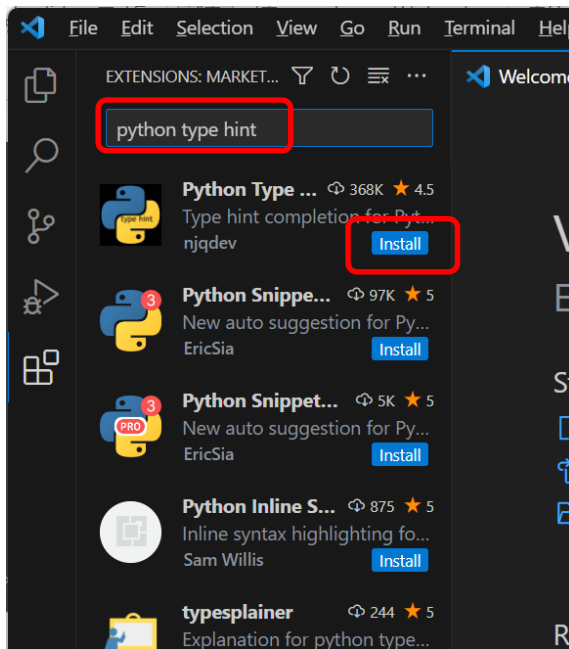 File Edit Selection View Go Run Terminal Hel
EXTENSIONS: MARKET...
Welcome
python type hint
Python Type ... 368K 4.5
Type hint completion for Pyt...
njqdev Install
type hint
Python Snippe... 97K 5
3
New auto suggestion for Py...
EricSia Install
Python Snippet... 5K 5
3
PRO
New auto suggestion for Py...
EricSia Install
Python Inline S... 875 5
Inline syntax highlighting fo...
Sam Willis Install
typesplainer 244 5
Explanation for python type...